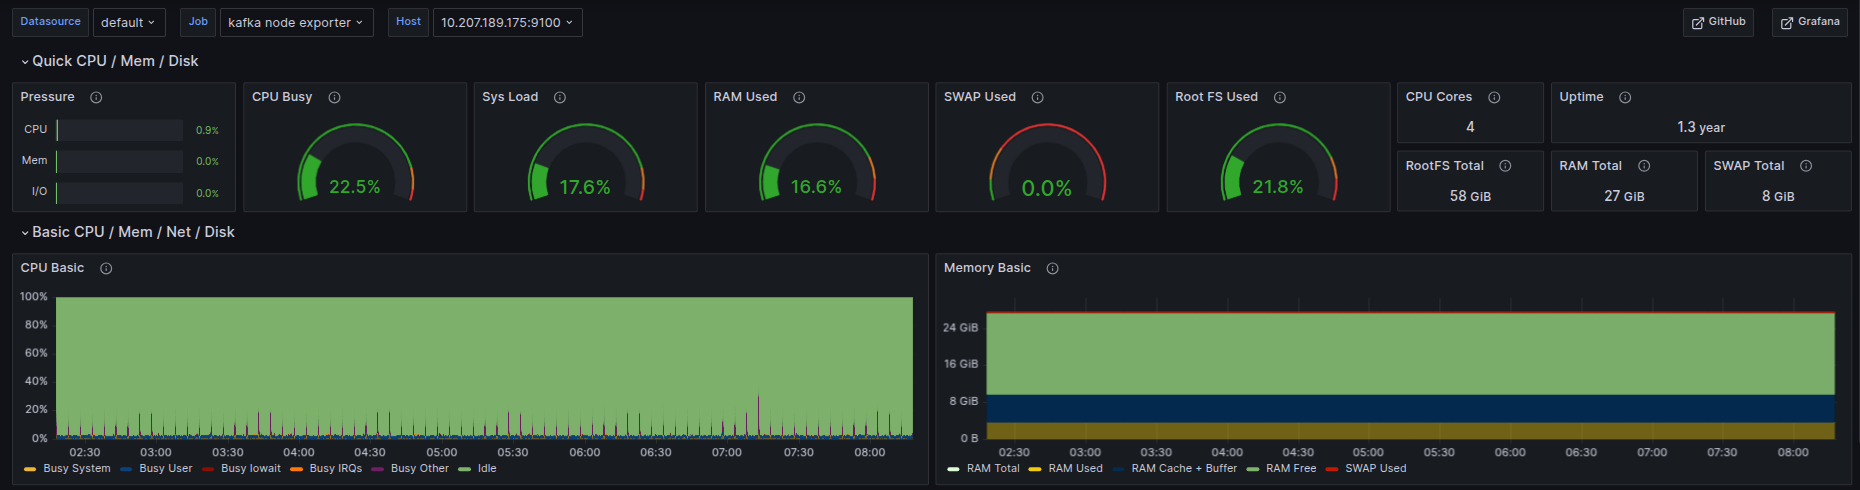 Datasource default Job kafka node exporter Host 10.207.189.175:9100 GitHub Grafana
Quick CPU / Mem / Disk
Pressure
CPU 0.9%
Mem 0.0%
I/O 0.0%
CPU Busy
22.5%
Sys Load
17.6%
RAM Used
16.6%
SWAP Used
0.0%
Root FS Used
21.8%
CPU Cores
4
Uptime
1.3 year
RootFS Total
58 GiB
RAM Total
27 GiB
SWAP Total
8 GiB
Basic CPU / Mem / Net / Disk
CPU Basic
100%
80%
60%
40%
20%
0%
02:30 03:00 03:30 04:00 04:30 05:00 05:30 06:00 06:30 07:00 07:30 08:00
Busy System Busy User Busy Iowait Busy IRQs Busy Other Idle
Memory Basic
24 GiB
16 GiB
8 GiB
0 B
02:30 03:00 03:30 04:00 04:30 05:00 05:30 06:00 06:30 07:00 07:30 08:00
RAM Total RAM Used RAM Cache + Buffer RAM Free SWAP Used